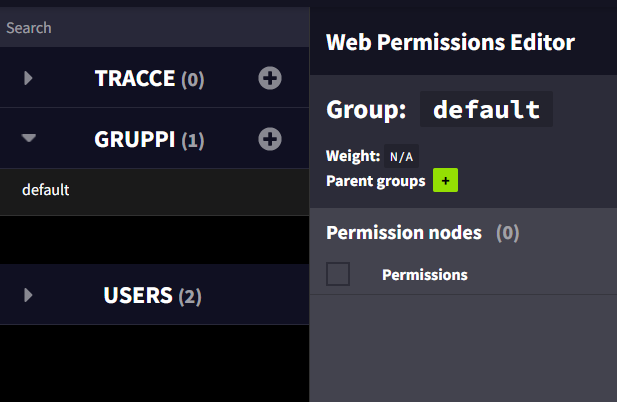 Search
TRACCE (0)
GRUPPI (1)
default
USERS (2)
Web Permissions Editor
Group: default
Weight: N/A
Parent groups +
Permission nodes (0)
Permissions